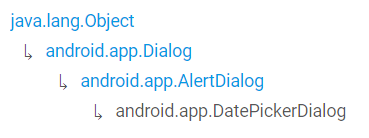 java.lang.Object
↳ android.app.Dialog
↳ android.app.AlertDialog
↳ android.app.DatePickerDialog